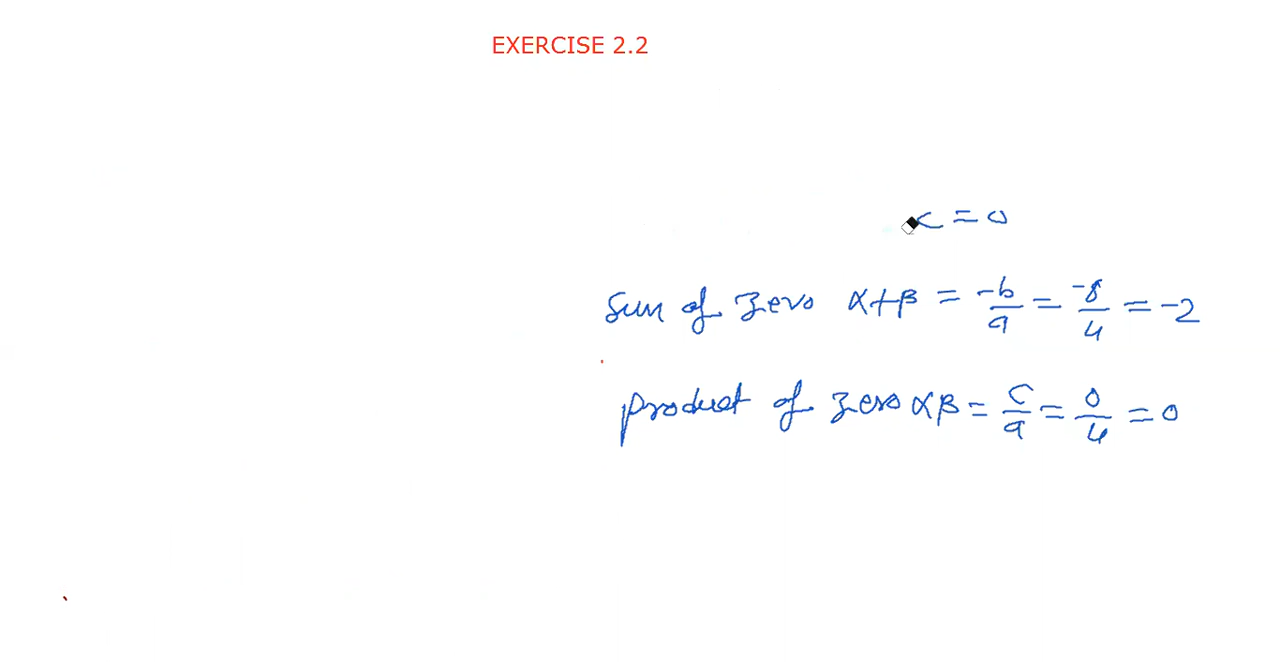 EXERCISE 2.2
c = 0
Sum of zero α+β = -b/a = -8/4 = -2
product of zero αβ = c/a = 0/4 = 0